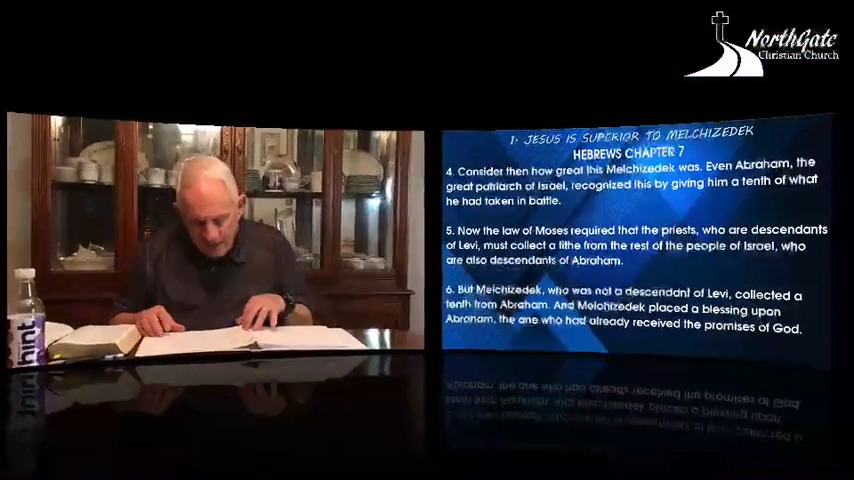 NorthGate
Christian Church
1. JESUS IS SUPERIOR TO MELCHIZEDEK
HEBREWS CHAPTER 7
4. Consider then how great this Melchizedek was. Even Abraham, the
great patriarch of Israel, recognized this by giving him a tenth of what
he had taken in battle.
5. Now the law of Moses required that the priests, who are descendants
of Levi, must collect a tithe from the rest of the people of Israel, who
are also descendants of Abraham.
6. But Melchizedek, who was not a descendant of Levi, collected a
tenth from Abraham. And Melchizedek placed a blessing upon
Abraham, the one who had already received the promises of God.
hint